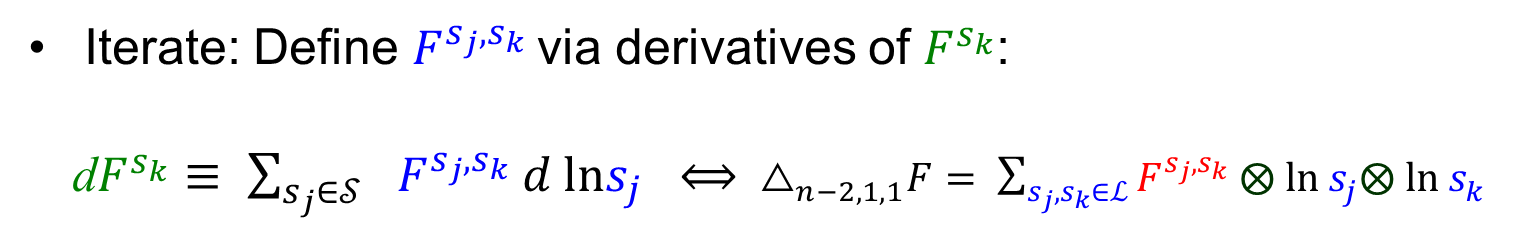 • Iterate: Define F^{s_j,s_k} via derivatives of F^{s_k}:
dF^{s_k} ≡ ∑_{s_j∈𝒮} F^{s_j,s_k} d ln s_j ⟺ △_{n−2,1,1}F = ∑_{s_j,s_k∈ℒ} F^{s_j,s_k} ⊗ ln s_j ⊗ ln s_k